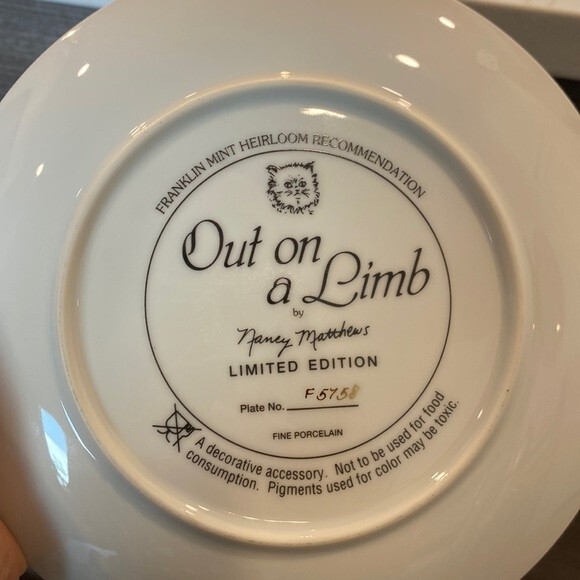 FRANKLIN MINT HEIRLOOM RECOMMENDATION
Out on
a Limb
by
Nancy Matthews
LIMITED EDITION
Plate No. F5758
FINE PORCELAIN
A decorative accessory. Not to be used for food
consumption. Pigments used for color may be toxic.